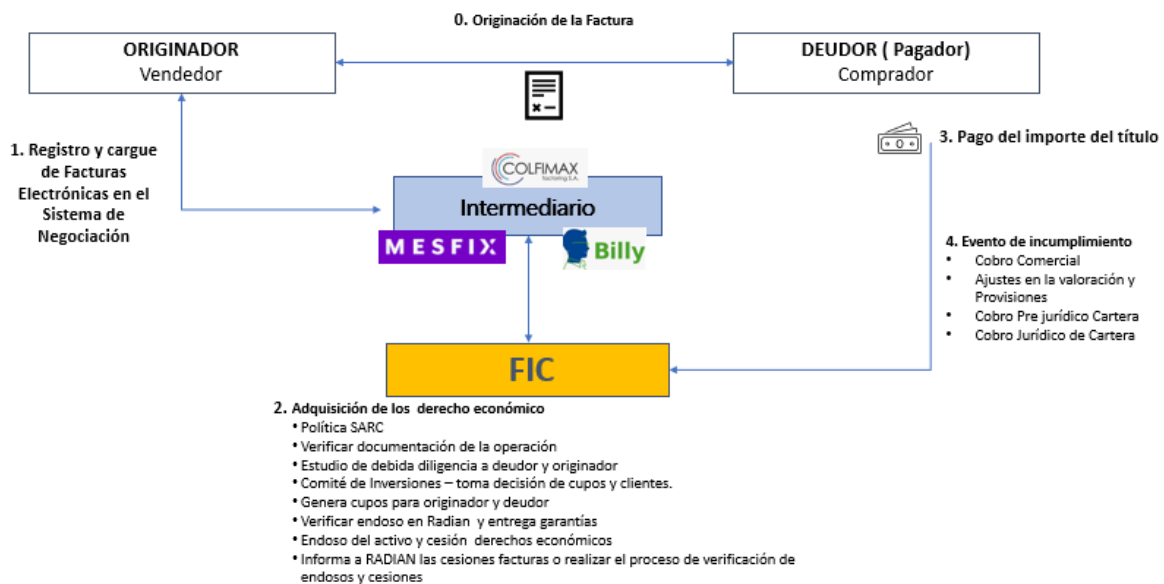 0. Originación de la Factura
ORIGINADOR
Vendedor
DEUDOR ( Pagador)
Comprador
1. Registro y cargue
de Facturas
Electrónicas en el
Sistema de
Negociación
COLFIMAX
factoring S.A.
Intermediario
MESFIX
Billy
3. Pago del importe del título
4. Evento de incumplimiento
• Cobro Comercial
• Ajustes en la valoración y
Provisiones
• Cobro Pre jurídico Cartera
• Cobro Jurídico de Cartera
FIC
2. Adquisición de los derecho económico
• Política SARC
• Verificar documentación de la operación
• Estudio de debida diligencia a deudor y originador
• Comité de Inversiones – toma decisión de cupos y clientes.
• Genera cupos para originador y deudor
• Verificar endoso en Radian y entrega garantías
• Endoso del activo y cesión derechos económicos
• Informa a RADIAN las cesiones facturas o realizar el proceso de verificación de
endosos y cesiones